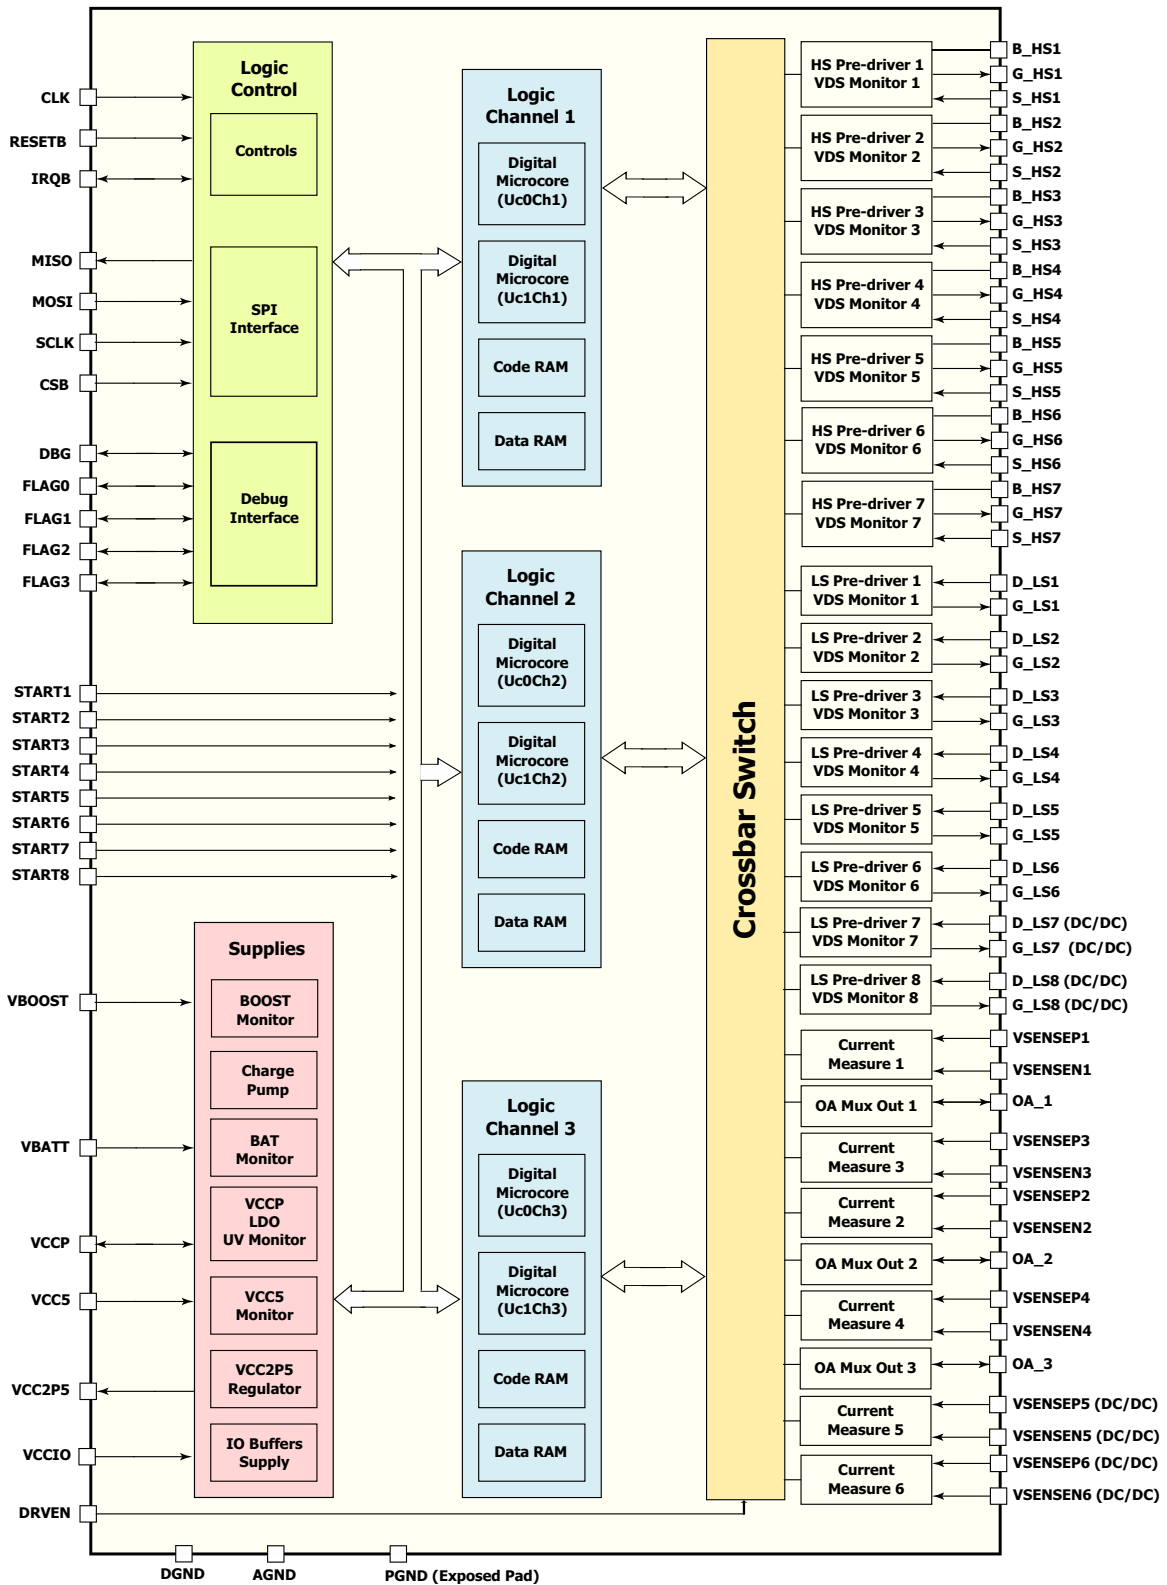 CLK
RESETB
IRQB
MISO
MOSI
SCLK
CSB
DBG
FLAG0
FLAG1
FLAG2
FLAG3
START1
START2
START3
START4
START5
START6
START7
START8
VBOOST
VBATT
VCCP
VCC5
VCC2P5
VCCIO
DRVEN
Logic
Control
Controls
SPI
Interface
Debug
Interface
Supplies
BOOST
Monitor
Charge
Pump
BAT
Monitor
VCCP
LDO
UV Monitor
VCC5
Monitor
VCC2P5
Regulator
IO Buffers
Supply
Logic
Channel 1
Digital
Microcore
(Uc0Ch1)
Digital
Microcore
(Uc1Ch1)
Code RAM
Data RAM
Logic
Channel 2
Digital
Microcore
(Uc0Ch2)
Digital
Microcore
(Uc1Ch2)
Code RAM
Data RAM
Logic
Channel 3
Digital
Microcore
(Uc0Ch3)
Digital
Microcore
(Uc1Ch3)
Code RAM
Data RAM
Crossbar Switch
HS Pre-driver 1
VDS Monitor 1
HS Pre-driver 2
VDS Monitor 2
HS Pre-driver 3
VDS Monitor 3
HS Pre-driver 4
VDS Monitor 4
HS Pre-driver 5
VDS Monitor 5
HS Pre-driver 6
VDS Monitor 6
HS Pre-driver 7
VDS Monitor 7
LS Pre-driver 1
VDS Monitor 1
LS Pre-driver 2
VDS Monitor 2
LS Pre-driver 3
VDS Monitor 3
LS Pre-driver 4
VDS Monitor 4
LS Pre-driver 5
VDS Monitor 5
LS Pre-driver 6
VDS Monitor 6
LS Pre-driver 7
VDS Monitor 7
LS Pre-driver 8
VDS Monitor 8
Current
Measure 1
OA Mux Out 1
Current
Measure 3
Current
Measure 2
OA Mux Out 2
Current
Measure 4
OA Mux Out 3
Current
Measure 5
Current
Measure 6
B_HS1
G_HS1
S_HS1
B_HS2
G_HS2
S_HS2
B_HS3
G_HS3
S_HS3
B_HS4
G_HS4
S_HS4
B_HS5
G_HS5
S_HS5
B_HS6
G_HS6
S_HS6
B_HS7
G_HS7
S_HS7
D_LS1
G_LS1
D_LS2
G_LS2
D_LS3
G_LS3
D_LS4
G_LS4
D_LS5
G_LS5
D_LS6
G_LS6
D_LS7 (DC/DC)
G_LS7 (DC/DC)
D_LS8 (DC/DC)
G_LS8 (DC/DC)
VSENSEP1
VSENSEN1
OA_1
VSENSEP3
VSENSEN3
VSENSEP2
VSENSEN2
OA_2
VSENSEP4
VSENSEN4
OA_3
VSENSEP5 (DC/DC)
VSENSEN5 (DC/DC)
VSENSEP6 (DC/DC)
VSENSEN6 (DC/DC)
DGND
AGND
PGND (Exposed Pad)